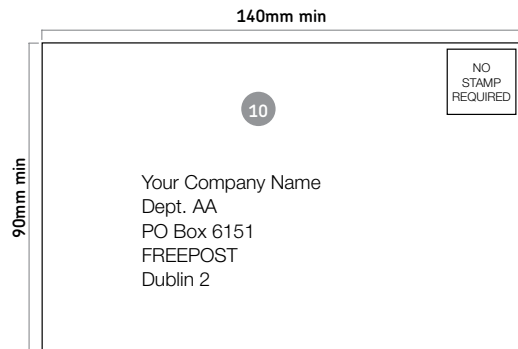 140mm min
NO
STAMP
REQUIRED
10
90mm min
Your Company Name
Dept. AA
PO Box 6151
FREEPOST
Dublin 2